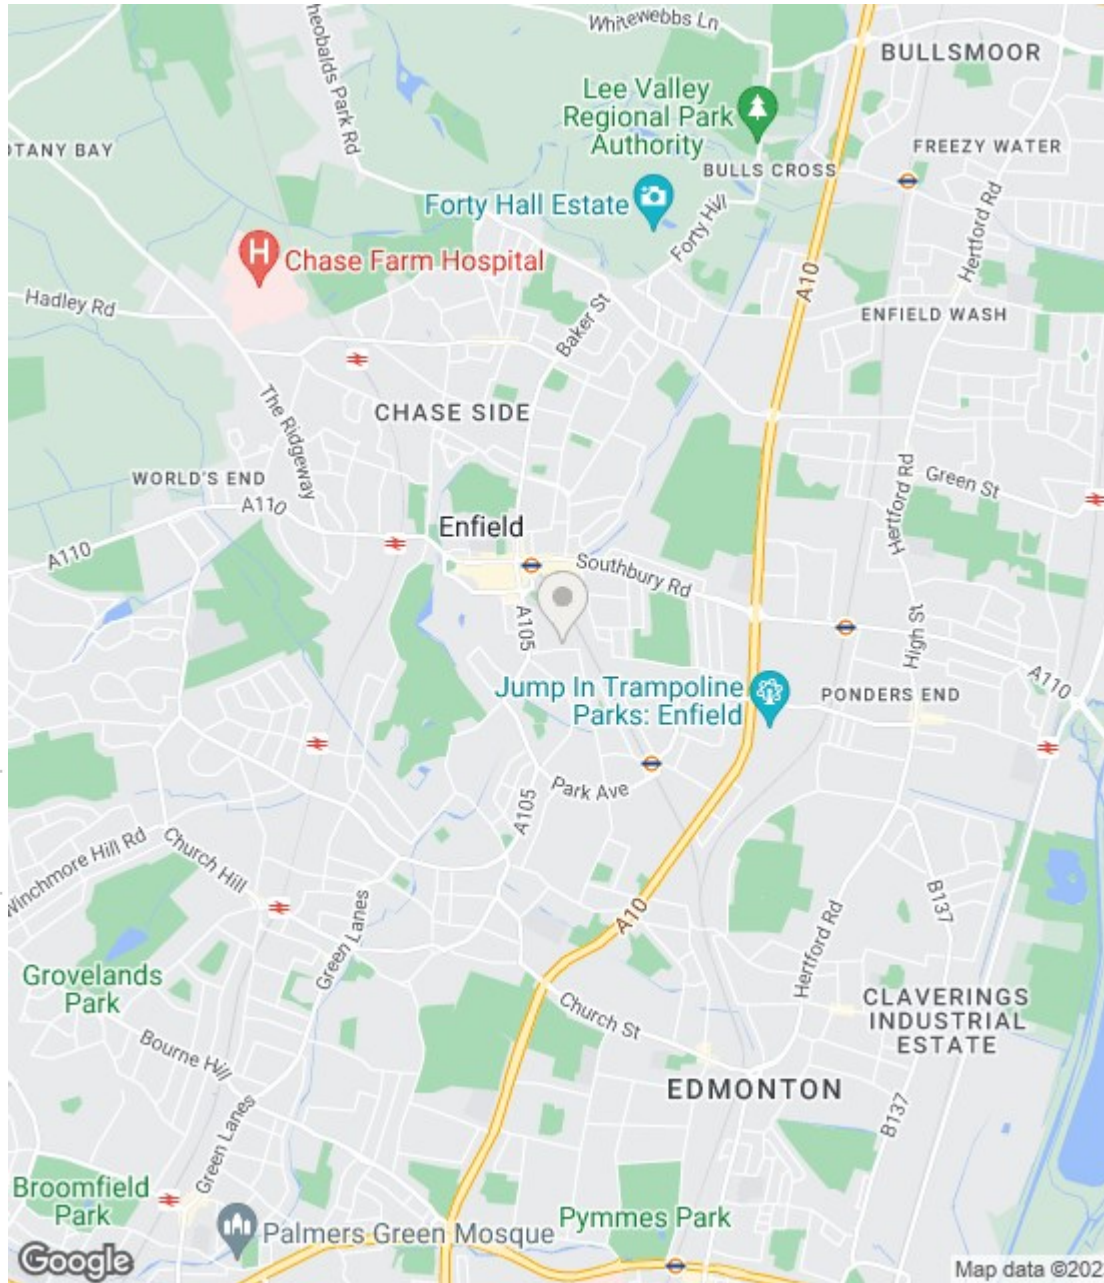 Whitewebbs Ln
heobalds Park Rd
BULLSMOOR
Lee Valley
Regional Park
Authority
OTANY BAY
FREEZY WATER
BULLS CROSS
Forty Hall Estate
Forty Hill
Hertford Rd
Chase Farm Hospital
A10
Hadley Rd
ENFIELD WASH
Baker St
The Ridgeway
CHASE SIDE
WORLD'S END
Green St
A110
Hertford Rd
Enfield
A110
Southbury Rd
A105
High St
A110
Jump In Trampoline
Parks: Enfield
PONDERS END
Park Ave
A105
Winchmore Hill Rd
Church Hill
B137
Green Lanes
A10
Hertford Rd
Grovelands
Park
CLAVERINGS
INDUSTRIAL
ESTATE
Church St
Bourne Hill
EDMONTON
B137
Green Lanes
Broomfield
Park
Pymmes Park
Palmers Green Mosque
Google
Map data ©202